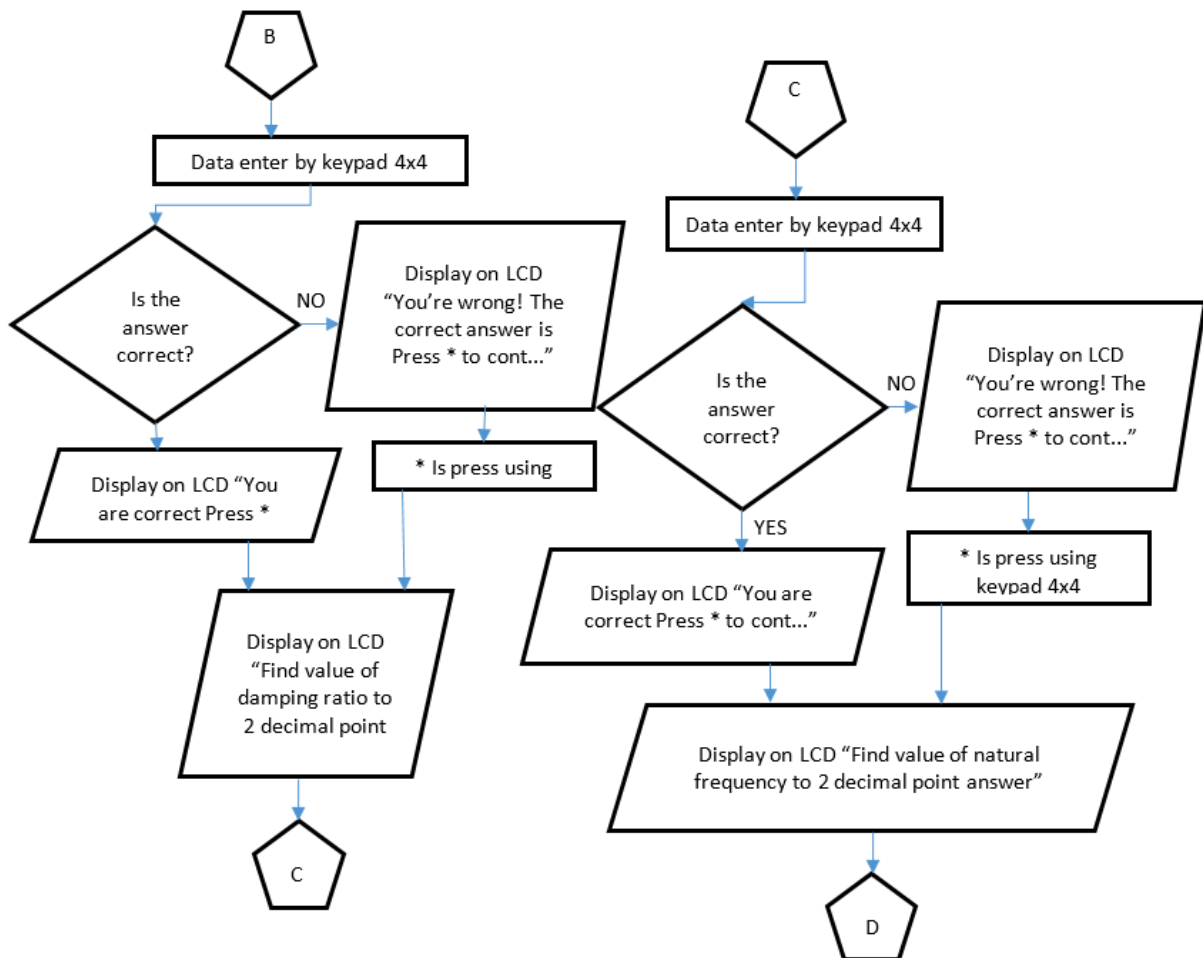 B
Data enter by keypad 4x4
Is the
answer
correct?
NO
Display on LCD
“You’re wrong! The
correct answer is
Press * to cont...”
* Is press using
Display on LCD “You
are correct Press *
Display on LCD
“Find value of
damping ratio to
2 decimal point
C
C
Data enter by keypad 4x4
Is the
answer
correct?
NO
Display on LCD
“You’re wrong! The
correct answer is
Press * to cont...”
YES
* Is press using
keypad 4x4
Display on LCD “You are
correct Press * to cont...”
Display on LCD “Find value of natural
frequency to 2 decimal point answer”
D